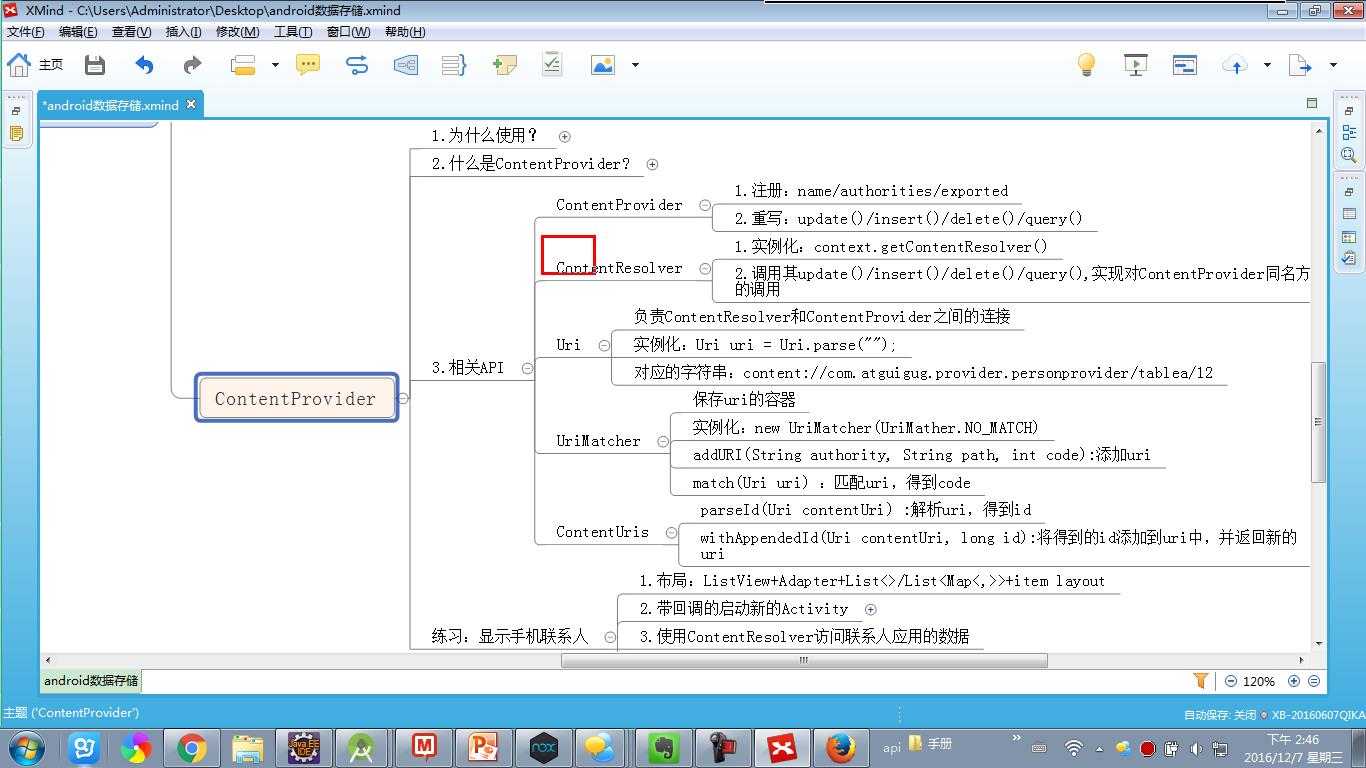 XMind - C:\Users\Administrator\Desktop\android数据存储.xmind
文件(F) 编辑(E) 查看(V) 插入(I) 修改(M) 工具(T) 窗口(W) 帮助(H)
主页
*android数据存储.xmind
1.为什么使用？
2.什么是ContentProvider?
ContentProvider
1.注册：name/authorities/exported
2.重写：update()/insert()/delete()/query()
ContentResolver
1.实例化：context.getContentResolver()
2.调用其update()/insert()/delete()/query(),实现对ContentProvider同名方
的调用
3.相关API
Uri
负责ContentResolver和ContentProvider之间的连接
实例化：Uri uri = Uri.parse("");
对应的字符串：content://com.atguigug.provider.personprovider/tablea/12
ContentProvider
UriMatcher
保存uri的容器
实例化：new UriMatcher(UriMather.NO_MATCH)
addURI(String authority, String path, int code):添加uri
match(Uri uri) : 匹配uri，得到code
ContentUris
parseId(Uri contentUri) :解析uri，得到id
withAppendedId(Uri contentUri, long id):将得到的id添加到uri中，并返回新的
uri
练习：显示手机联系人
1.布局：ListView+Adapter+List<>/List<Map<,>>+item layout
2.带回调的启动新的Activity
3.使用ContentResolver访问联系人应用的数据
android数据存储
120%
主题 ('ContentProvider')
自动保存: 关闭 XB-20160607QIKA
Java EE
IDE
nox
api 手册
下午 2:46
2016/12/7 星期三